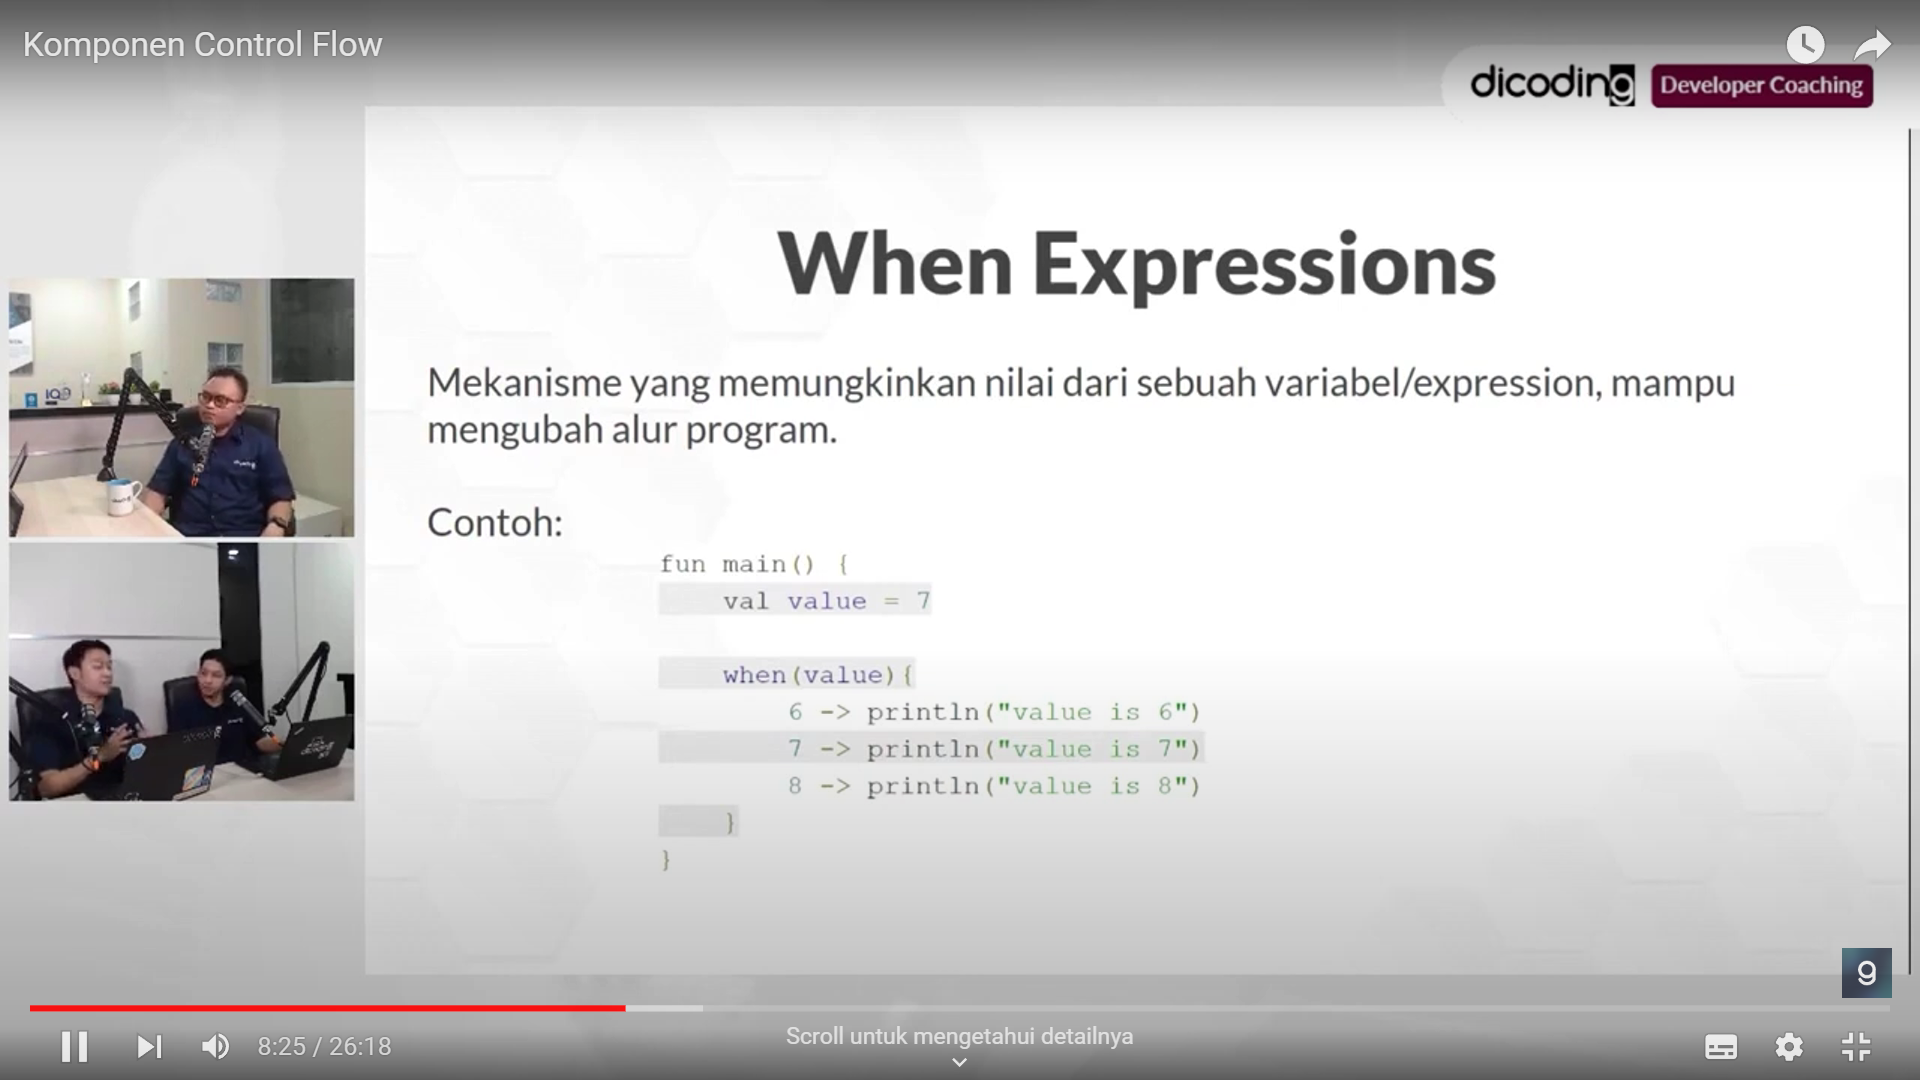 Komponen Control Flow
dicoding Developer Coaching
When Expressions
Mekanisme yang memungkinkan nilai dari sebuah variabel/expression, mampu
mengubah alur program.
Contoh:
fun main() {
val value = 7
when(value){
6 -> println("value is 6")
7 -> println("value is 7")
8 -> println("value is 8")
}
}
g
8:25 / 26:18
Scroll untuk mengetahui detailnya